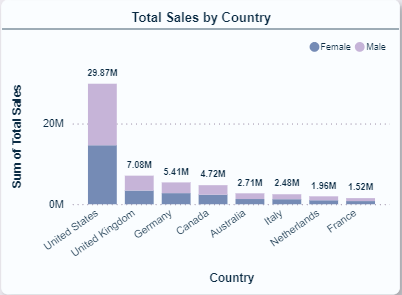 Total Sales by Country
Female Male
Sum of Total Sales
29.87M
20M
7.08M
5.41M
4.72M
2.71M
2.48M
1.96M
1.52M
0M
United States
United Kingdom
Germany
Canada
Australia
Italy
Netherlands
France
Country